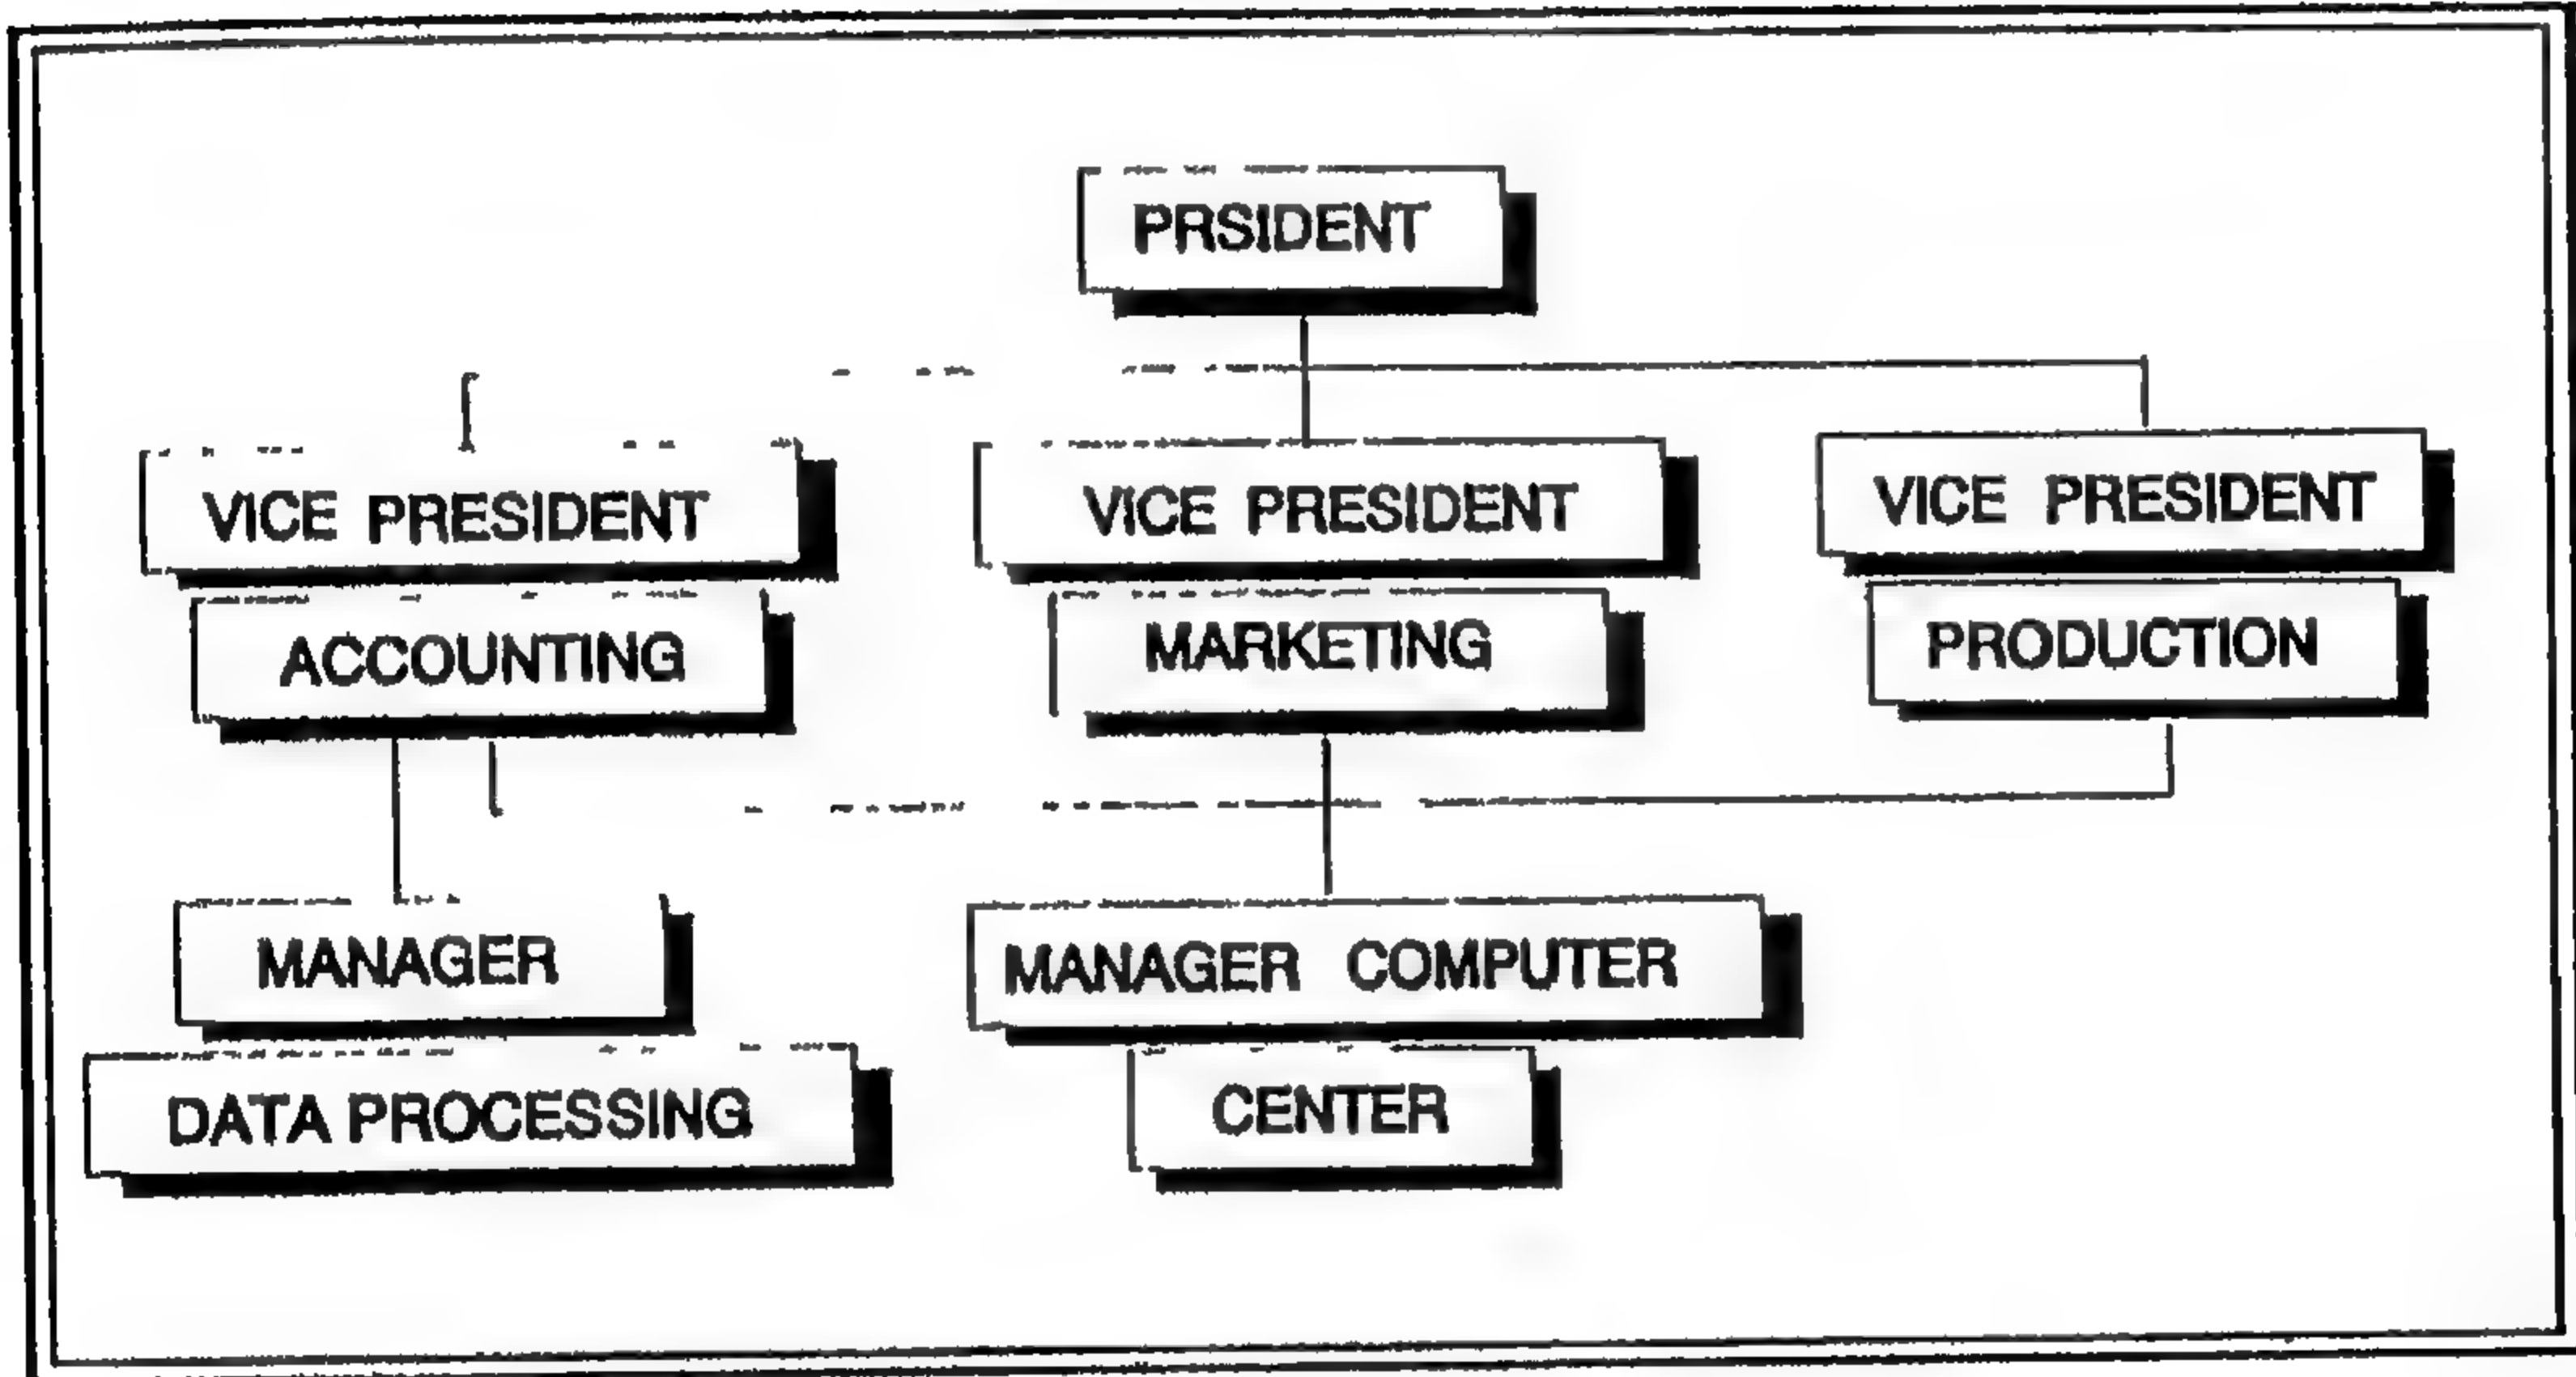 PRSIDENT
VICE PRESIDENT
ACCOUNTING
VICE PRESIDENT
MARKETING
VICE PRESIDENT
PRODUCTION
MANAGER
DATA PROCESSING
MANAGER COMPUTER
CENTER